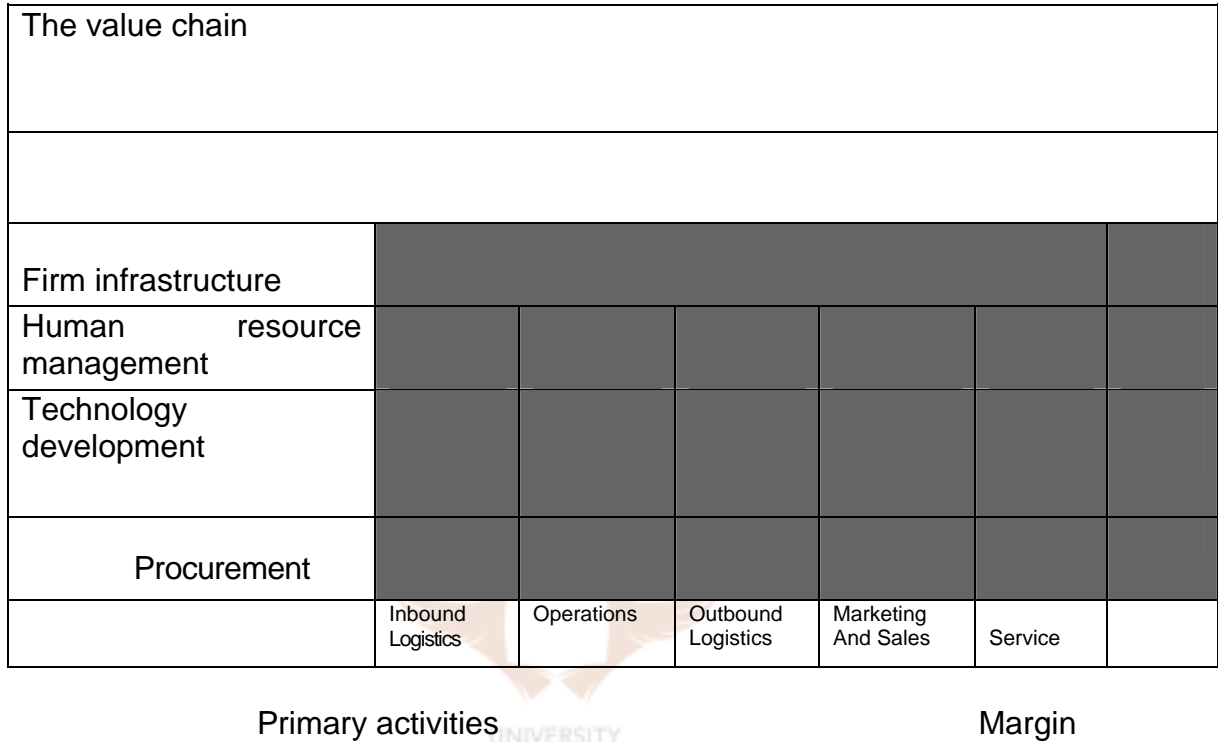 The value chain
Firm infrastructure
Human resource
management
Technology
development
Procurement
Inbound
Logistics
Operations
Outbound
Logistics
Marketing
And Sales
Service
Primary activities
Margin
UNIVERSITY